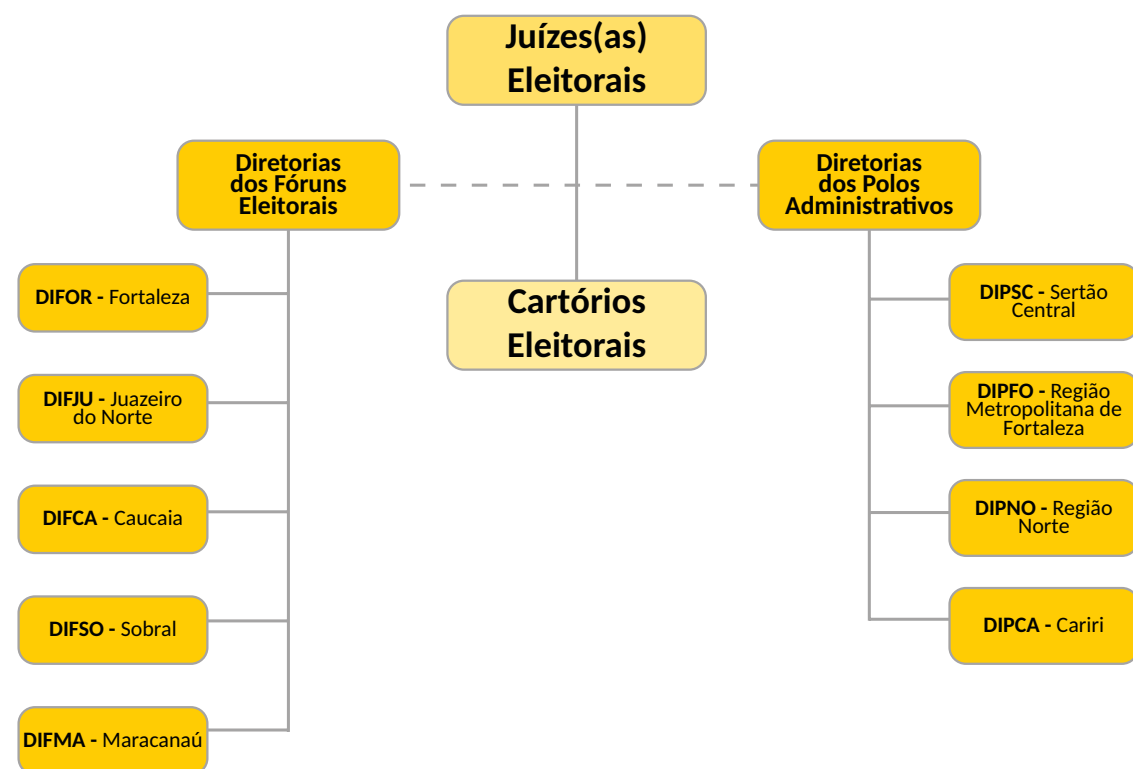 Juízes(as)
Eleitorais
Diretorias
dos Fóruns
Eleitorais
Diretorias
dos Polos
Administrativos
Cartórios
Eleitorais
DIFOR - Fortaleza
DIFJU - Juazeiro
do Norte
DIFCA - Caucaia
DIFSO - Sobral
DIFMA - Maracanaú
DIPSC - Sertão
Central
DIPFO - Região
Metropolitana de
Fortaleza
DIPNO - Região
Norte
DIPCA - Cariri